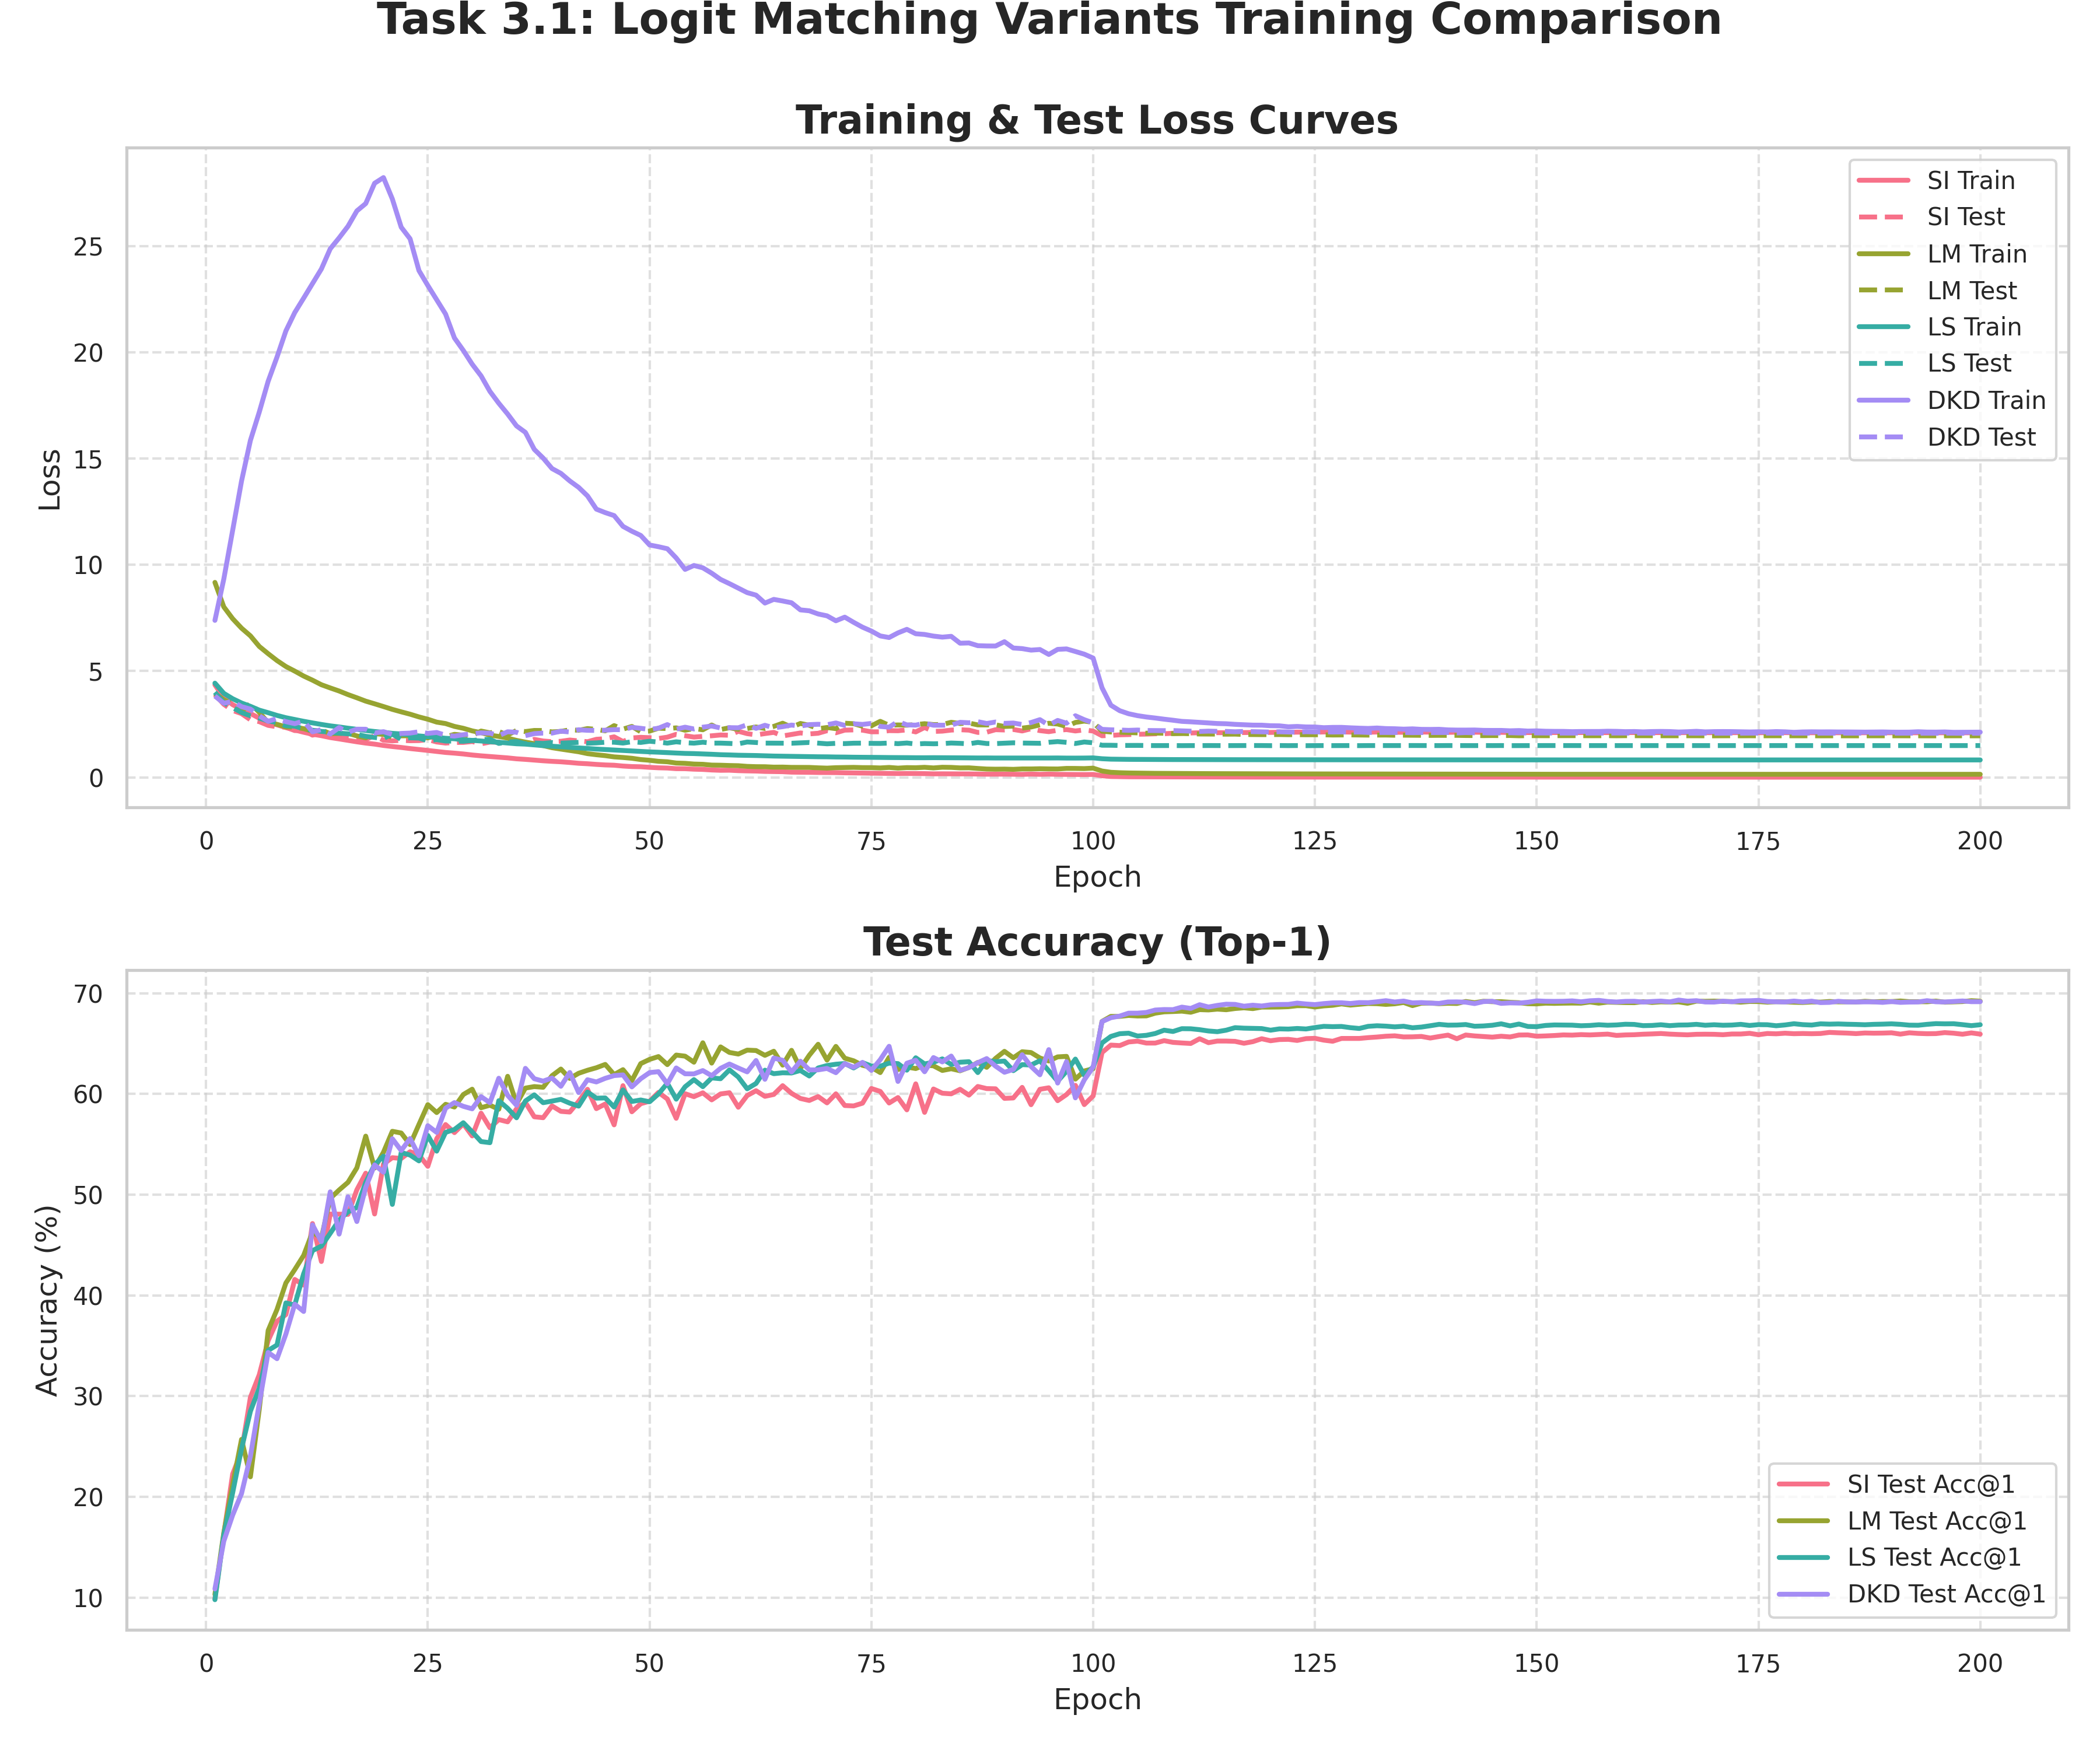 Task 3.1: Logit Matching Variants Training Comparison
Training & Test Loss Curves
SI Train
SI Test
LM Train
LM Test
LS Train
LS Test
DKD Train
DKD Test
Loss
25
20
15
10
5
0
0 25 50 75 100 125 150 175 200
Epoch
Test Accuracy (Top-1)
Accuracy (%)
70
60
50
40
30
20
10
SI Test Acc@1
LM Test Acc@1
LS Test Acc@1
DKD Test Acc@1
0 25 50 75 100 125 150 175 200
Epoch